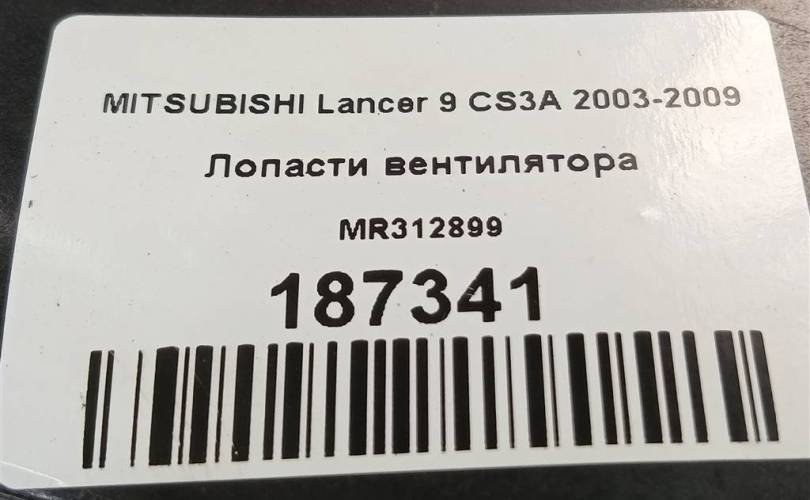 MITSUBISHI Lancer 9 CS3A 2003-2009
Лопасти вентилятора
MR312899
187341